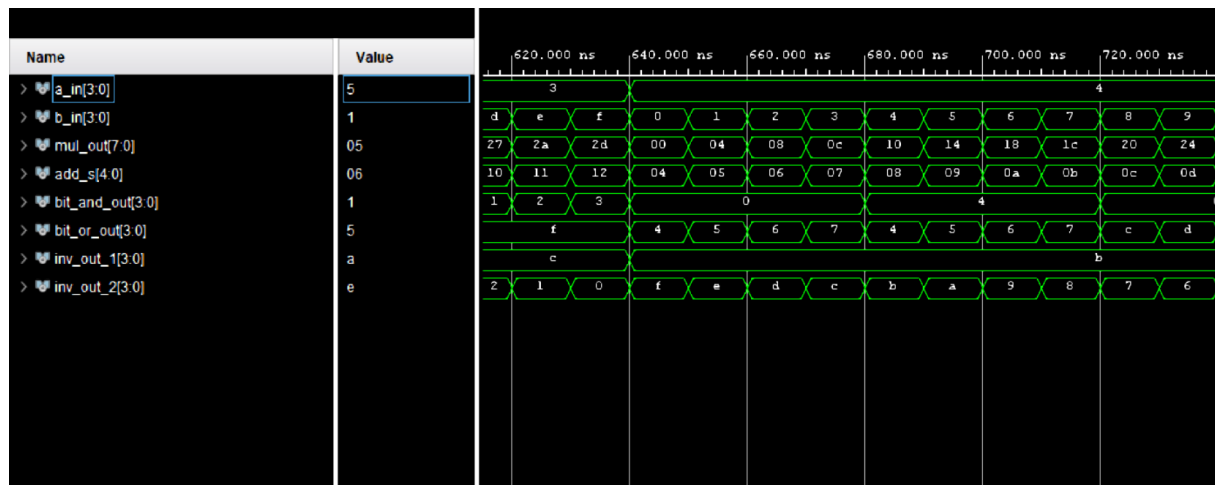 Name Value 620.000 ns 640.000 ns 660.000 ns 680.000 ns 700.000 ns 720.000 ns
a_in[3:0] 5 3 4
b_in[3:0] 1 d e f 0 1 2 3 4 5 6 7 8 9
mul_out[7:0] 05 27 2a 2d 00 04 08 0c 10 14 18 1c 20 24
add_s[4:0] 06 10 11 12 04 05 06 07 08 09 0a 0b 0c 0d
bit_and_out[3:0] 1 1 2 3 0 4
bit_or_out[3:0] 5 f 4 5 6 7 4 5 6 7 c d
inv_out_1[3:0] a c b
inv_out_2[3:0] e 2 1 0 f e d c b a 9 8 7 6